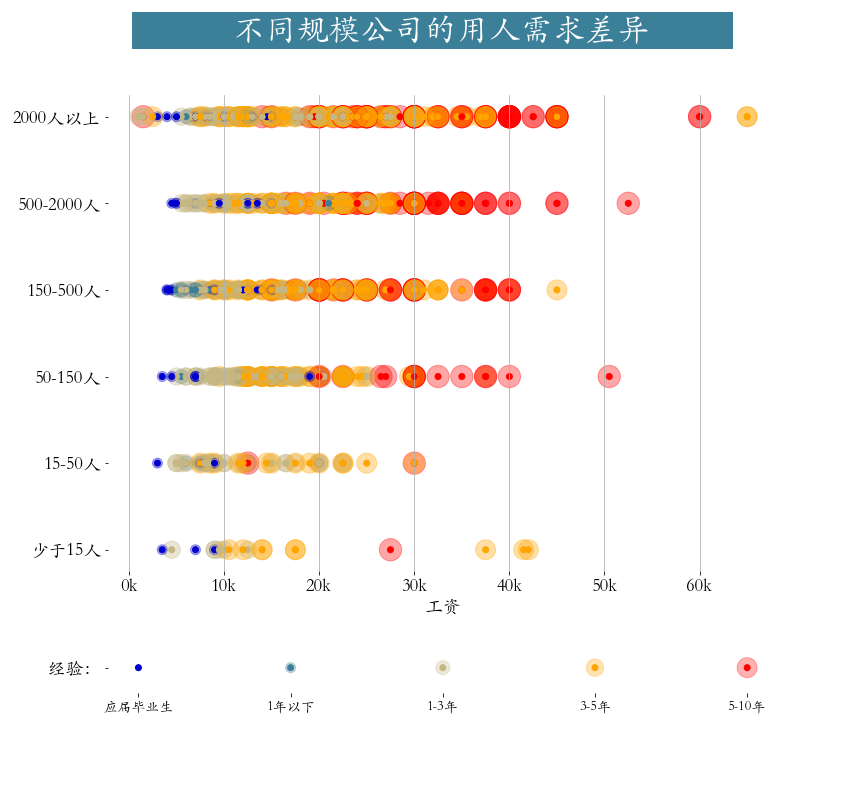 不同规模公司的用人需求差异
2000人以上
500-2000人
150-500人
50-150人
15-50人
少于15人
0k 10k 20k 30k 40k 50k 60k
工资
经验：
应届毕业生 1年以下 1-3年 3-5年 5-10年